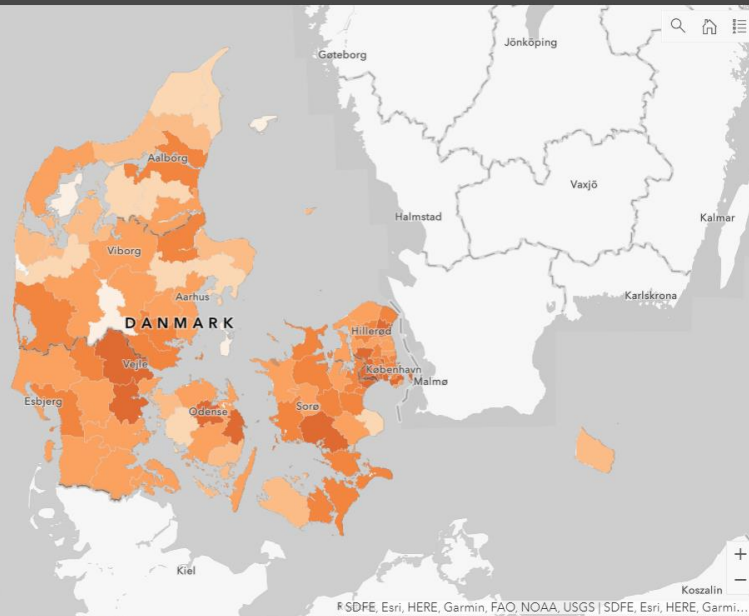 Gøteborg
Jönköping
Aalborg
Vaxjö
Halmstad
Kalmar
Viborg
Aarhus
Karlskrona
DANMARK
Hillerød
Vejle
København
Malmø
Esbjerg
Odense
Sorø
Kiel
Koszalin
SDFE, Esri, HERE, Garmin, FAO, NOAA, USGS | SDFE, Esri, HERE, Garmi...